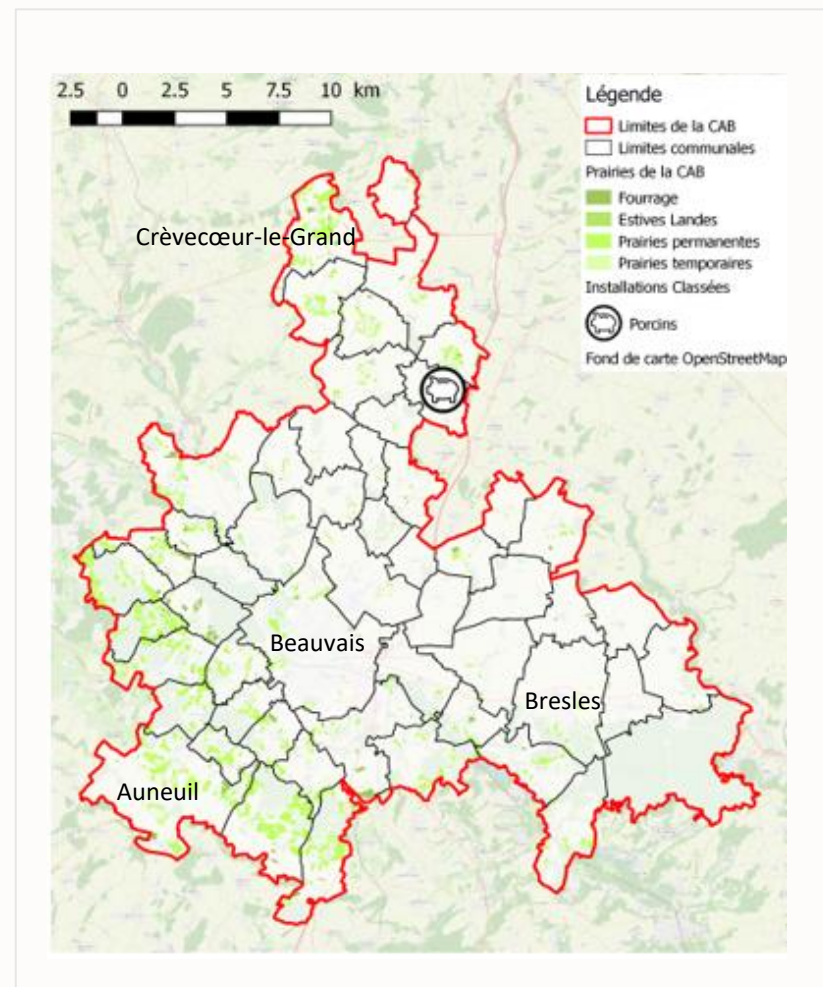 2.5 0 2.5 5 7.5 10 km
Légende
Limites de la CAB
Limites communales
Prairies de la CAB
Fourrage
Estives Landes
Prairies permanentes
Prairies temporaires
Installations Classées
Porcins
Fond de carte OpenStreetMap
Crèvecœur-le-Grand
Beauvais
Bresles
Auneuil